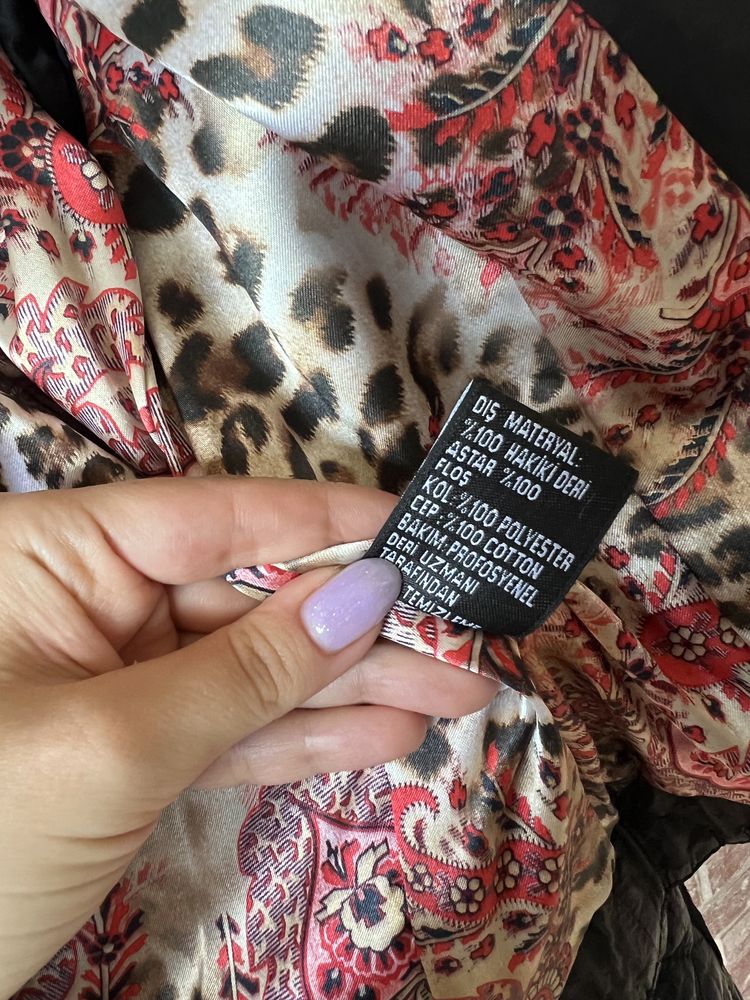 DIŞ MATERYAL:
%100 HAKİKİ DERİ
ASTAR %100
FLOŞ
KOL:%100 POLYESTER
CEP:%100 COTTON
BAKIM:PROFOSYENEL
DERİ UZMANI
TARAFINDAN